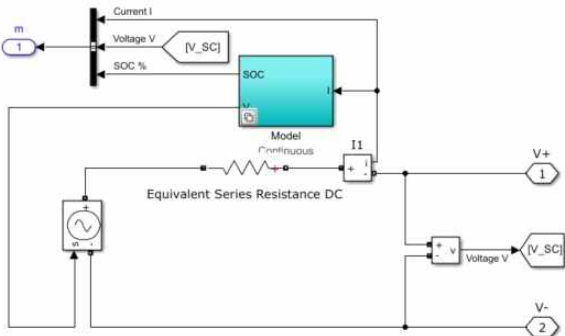 Current I
m
Voltage V
[V_SC]
1
SOC %
SOC
I
V
Model
Continuous
I1
+
i
-
V+
1
Equivalent Series Resistance DC
+
s
-
+
-
v
Voltage V
[V_SC]
V-
2